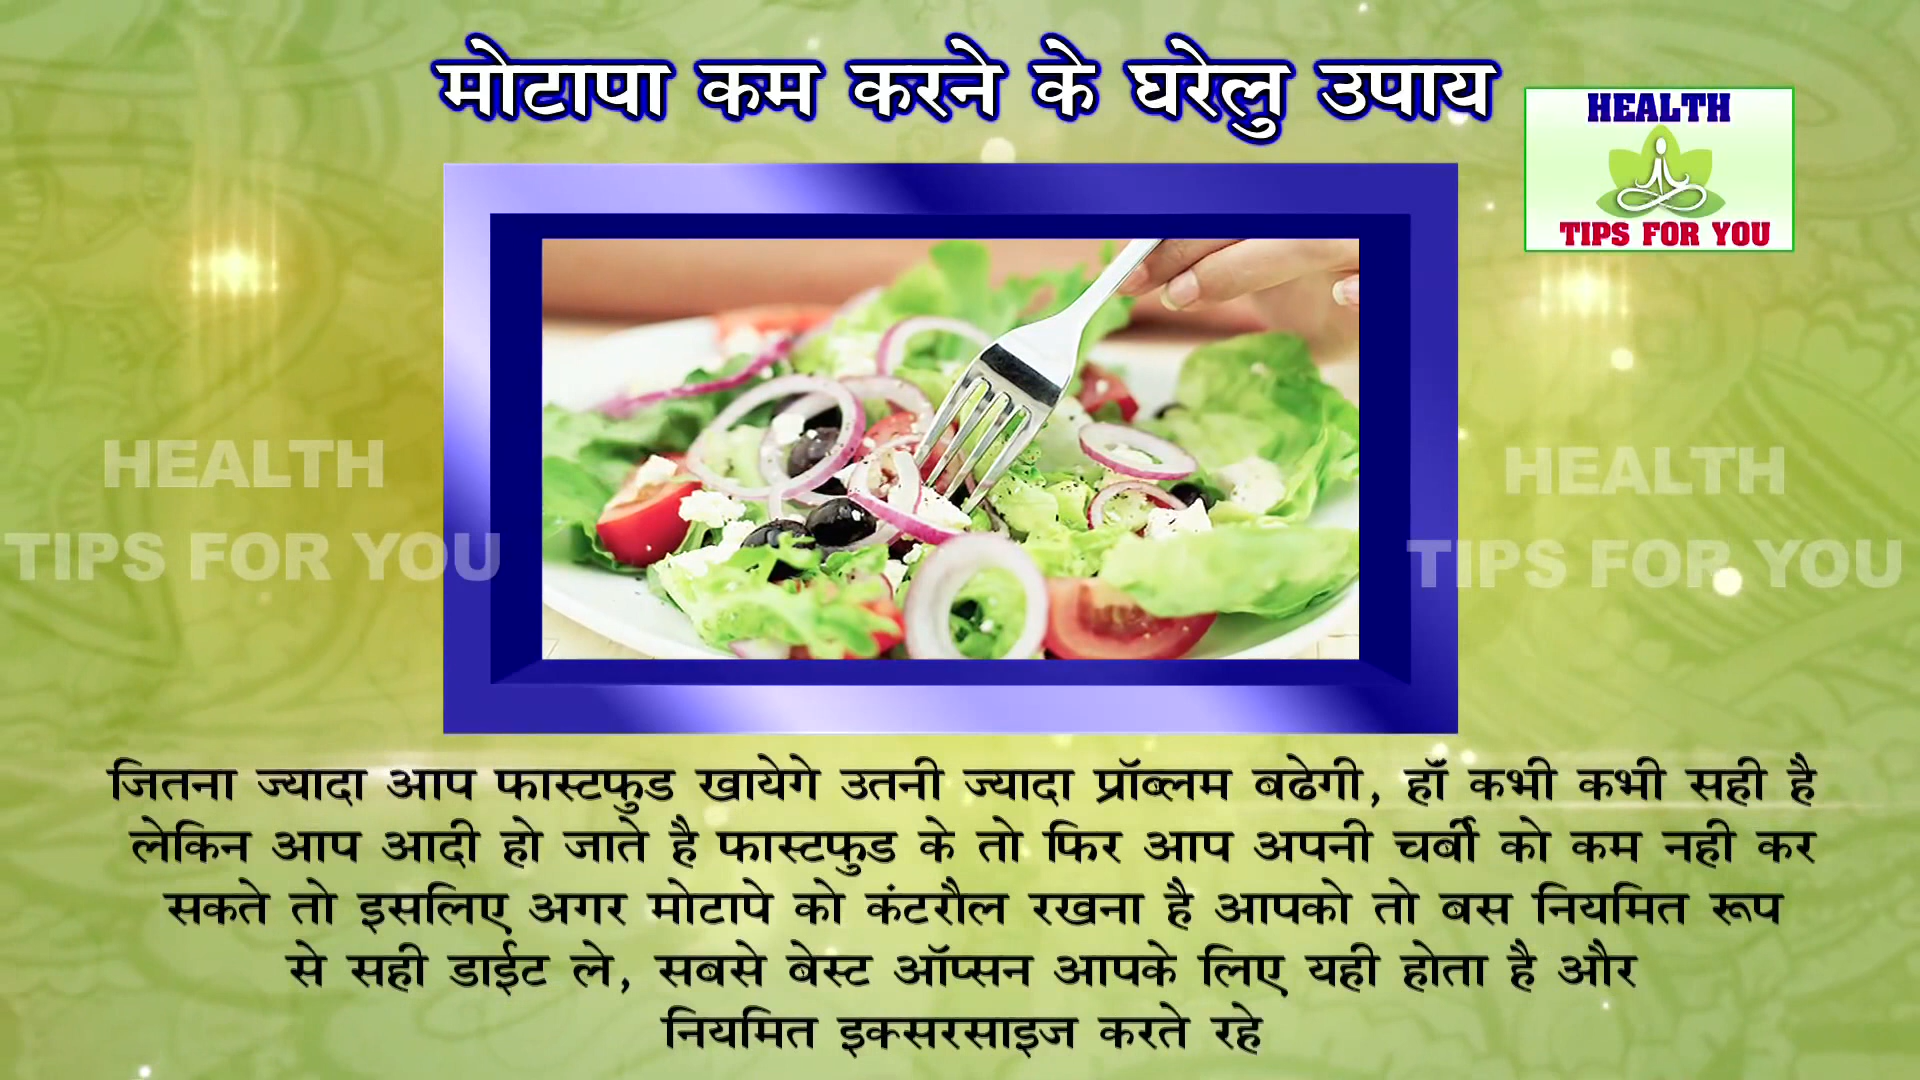 मोटापा कम करने के घरेलु उपाय
HEALTH
TIPS FOR YOU
HEALTH
TIPS FOR YOU
HEALTH
TIPS FOR YOU
जितना ज्यादा आप फास्टफुड खायेगे उतनी ज्यादा प्रॉब्लम बढेगी, हॉं कभी कभी सही है
लेकिन आप आदी हो जाते है फास्टफुड के तो फिर आप अपनी चर्बी को कम नही कर
सकते तो इसलिए अगर मोटापे को कंटरौल रखना है आपको तो बस नियमित रूप
से सही डाईट ले, सबसे बेस्ट ऑप्सन आपके लिए यही होता है और
नियमित इकसरसाइज करते रहे